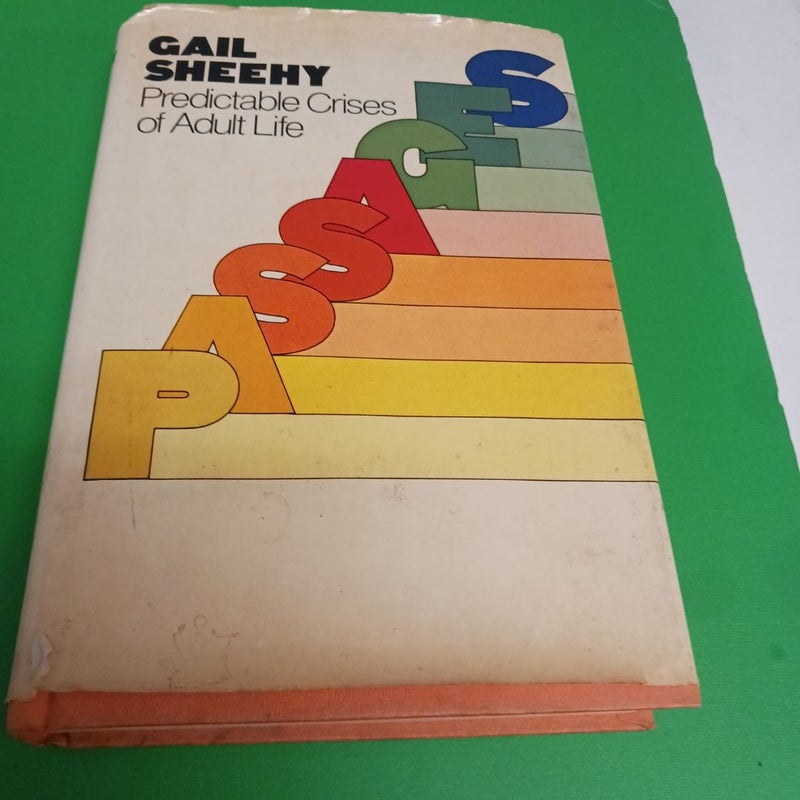 GAIL
SHEEHY
Predictable Crises
of Adult Life
PASSAGES